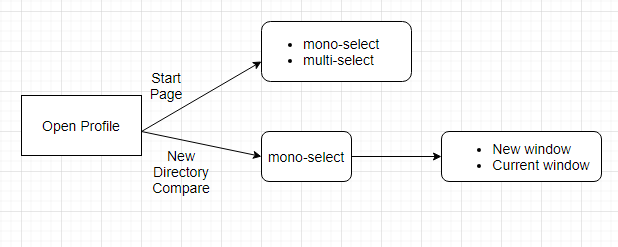 mono-select
multi-select
Start
Page
Open Profile
New
Directory
Compare
mono-select
New window
Current window